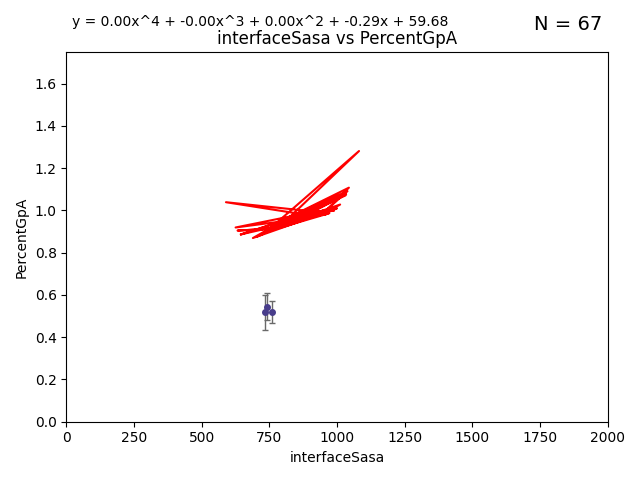 y = 0.00x^4 + -0.00x^3 + 0.00x^2 + -0.29x + 59.68
N = 67
interfaceSasa vs PercentGpA
1.6
1.4
1.2
1.0
0.8
0.6
0.4
0.2
0.0
PercentGpA
0 250 500 750 1000 1250 1500 1750 2000
interfaceSasa